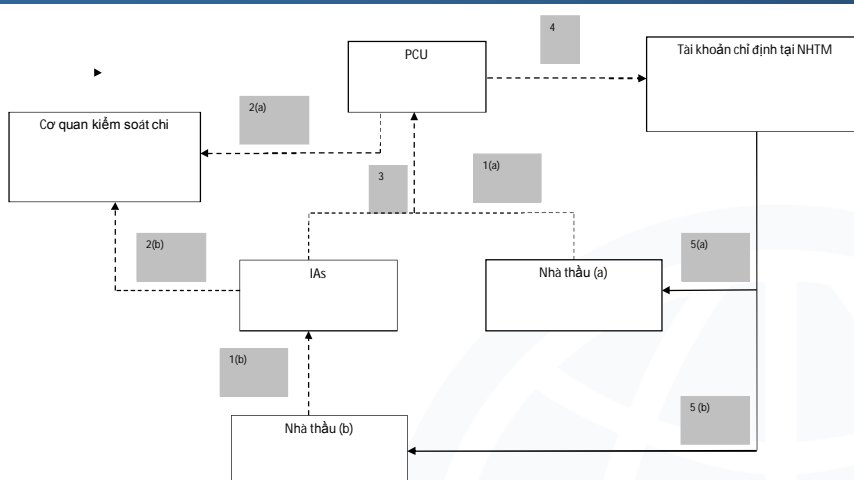 4
PCU
Tài khoản chỉ định tại NHTM
2(a)
Cơ quan kiểm soát chi
3
1(a)
2(b)
5(a)
IAs
Nhà thầu (a)
1(b)
5 (b)
Nhà thầu (b)